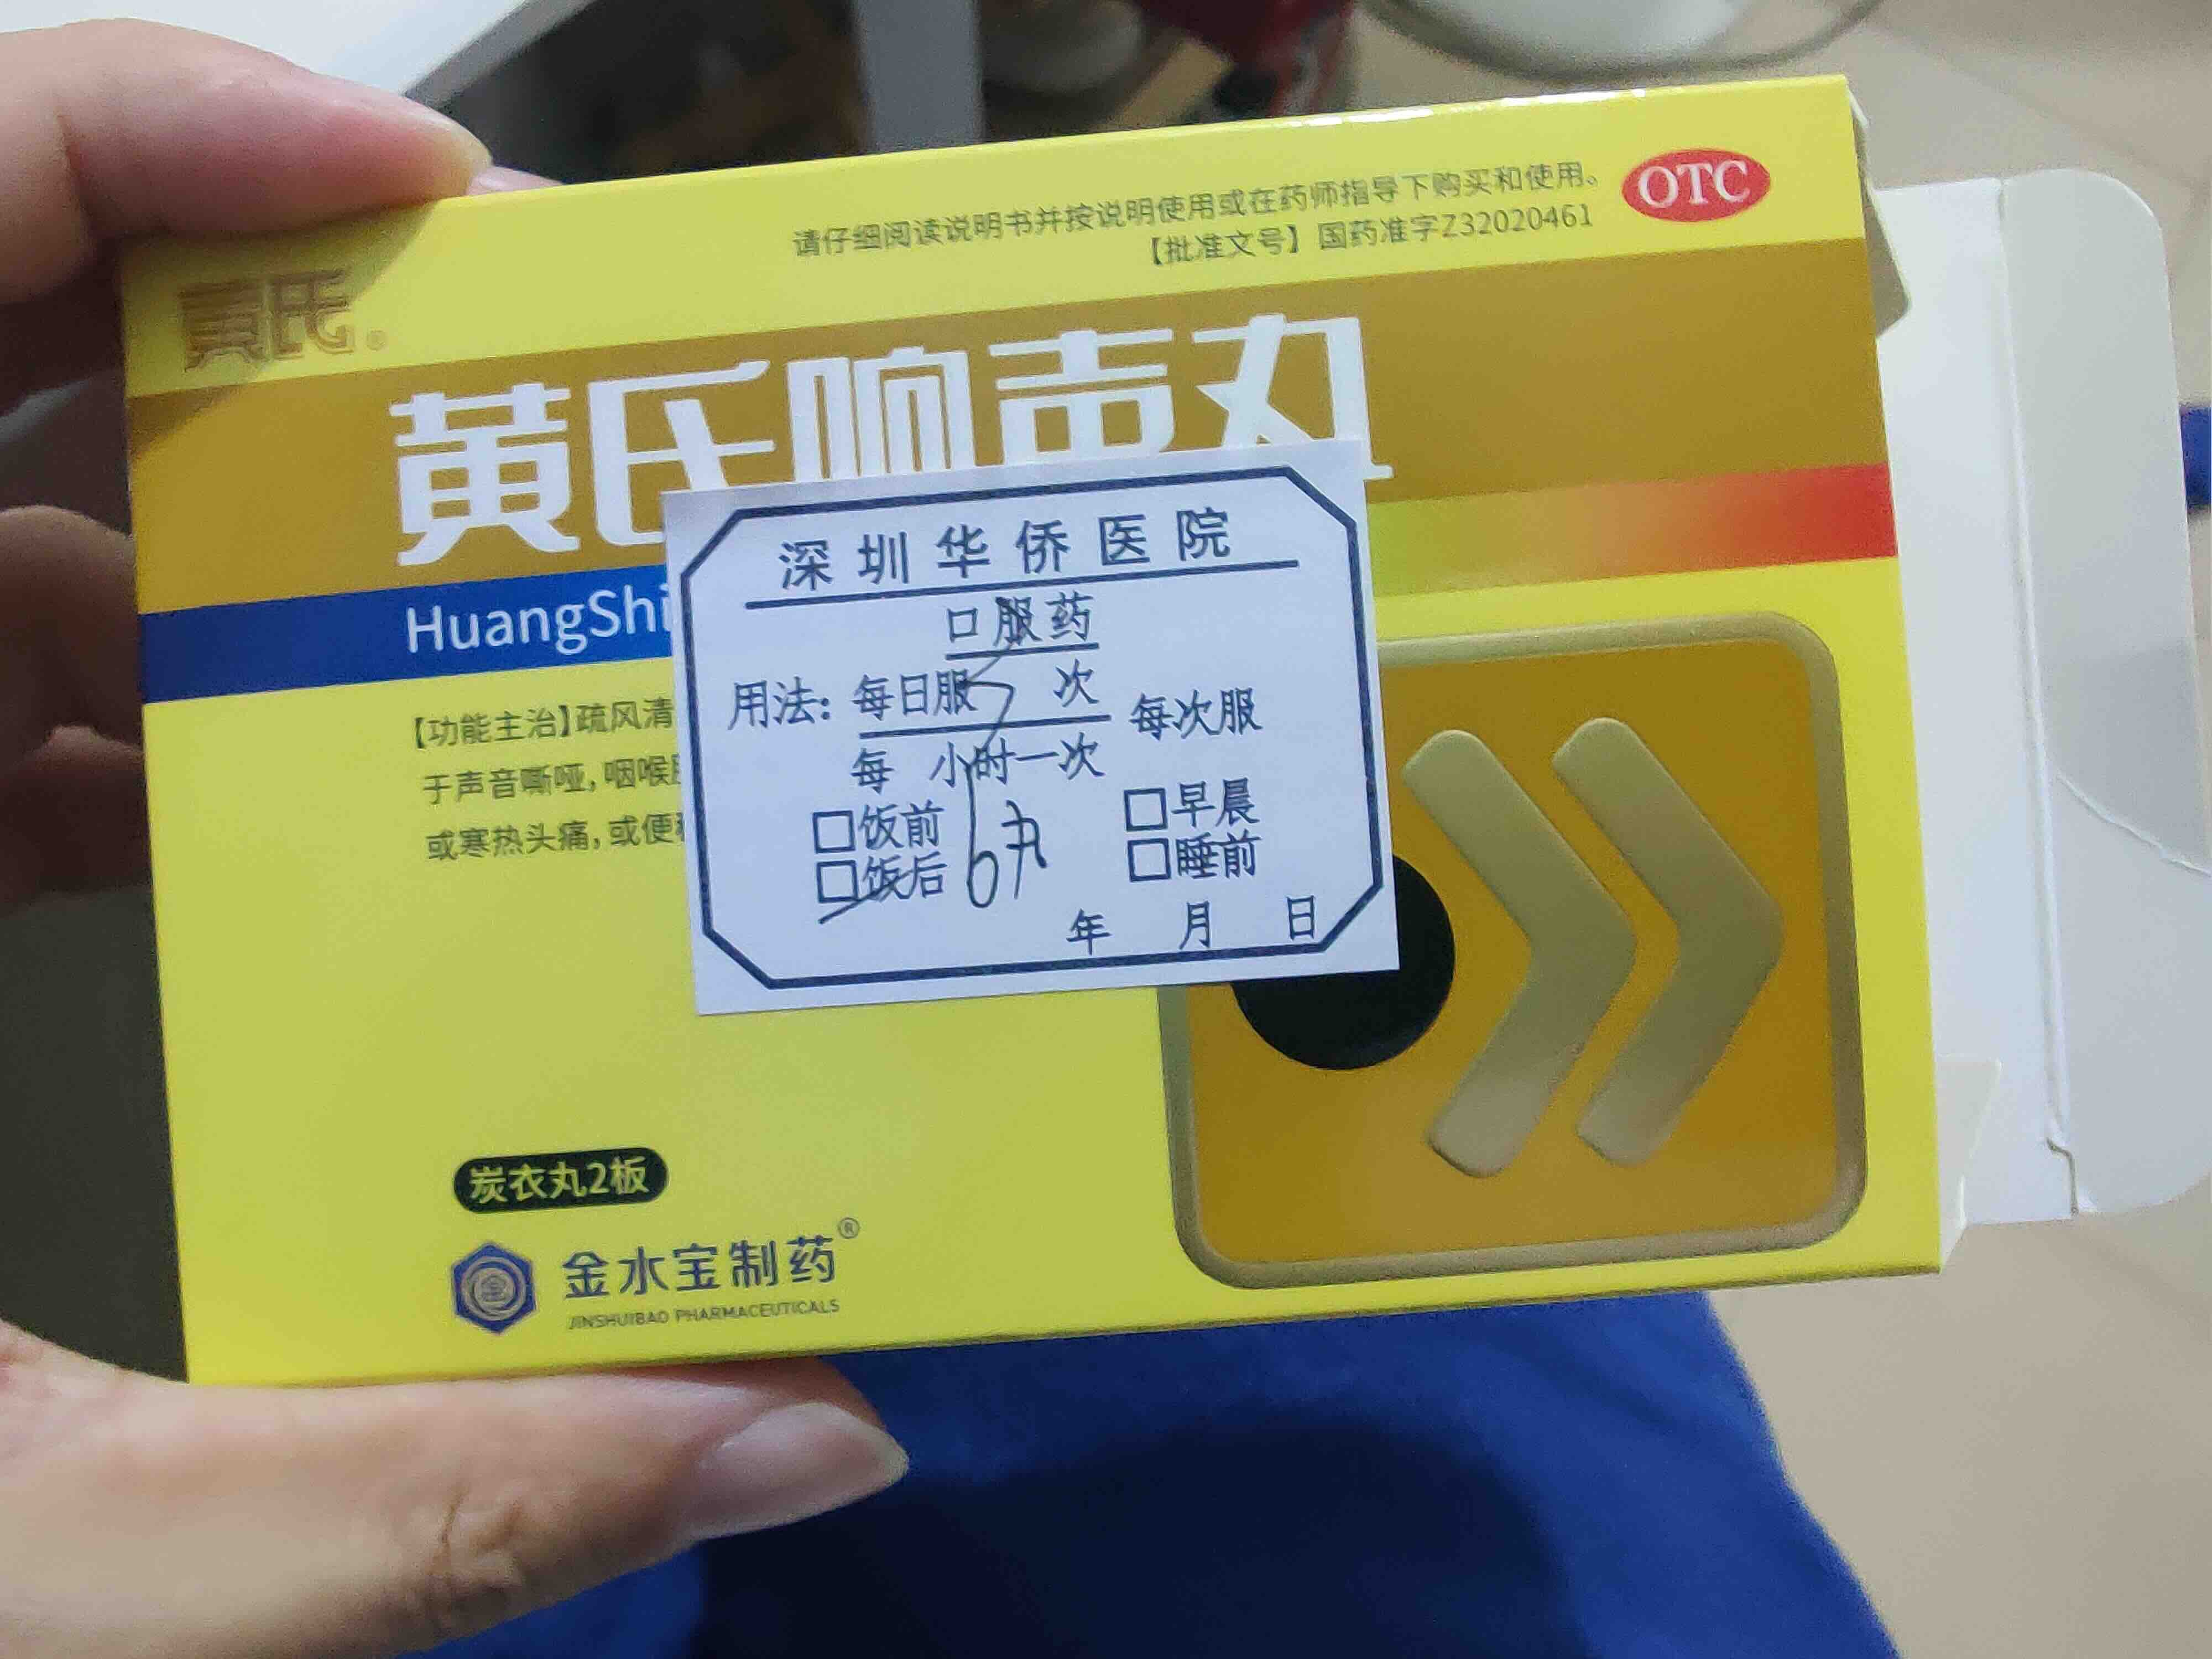 OTC
请仔细阅读说明书并按说明使用或在药师指导下购买和使用。
【批准文号】国药准字Z32020461
黄氏®
黄氏响声丸
HuangShi
【功能主治】疏风清
于声音嘶哑,咽喉
或寒热头痛,或便
深圳华侨医院
口服药
用法: 每日服3次 每次服
每 小时一次
□饭前 6丸 □早晨
□饭后 □睡前
年 月 日
炭衣丸2板
金水宝制药®
JINSHUIBAO PHARMACEUTICALS